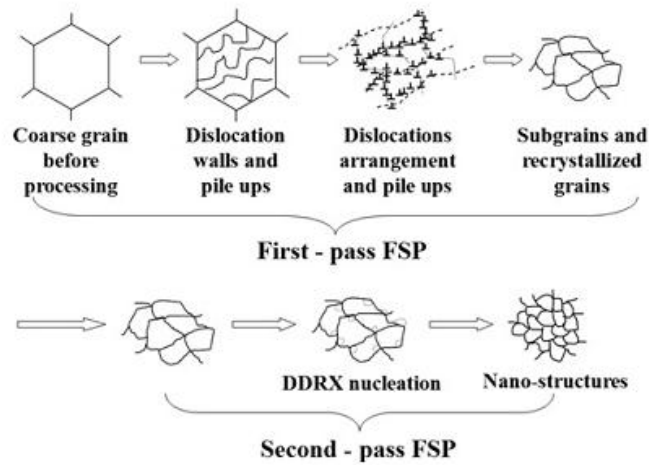 Coarse grain
before
processing
Dislocation
walls and
pile ups
Dislocations
arrangement
and pile ups
Subgrains and
recrystallized
grains
First - pass FSP
DDRX nucleation
Nano-structures
Second - pass FSP